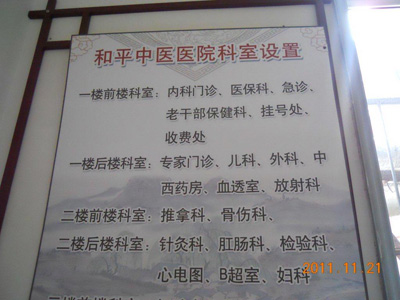 和平中医医院科室设置
一楼前楼科室：内科门诊、医保科、急诊、
老干部保健科、挂号处、
收费处
一楼后楼科室：专家门诊、儿科、外科、中
西药房、血透室、放射科
二楼前楼科室：推拿科、骨伤科、
二楼后楼科室：针灸科、肛肠科、检验科、
心电图、B超室、妇科
2011.11.21